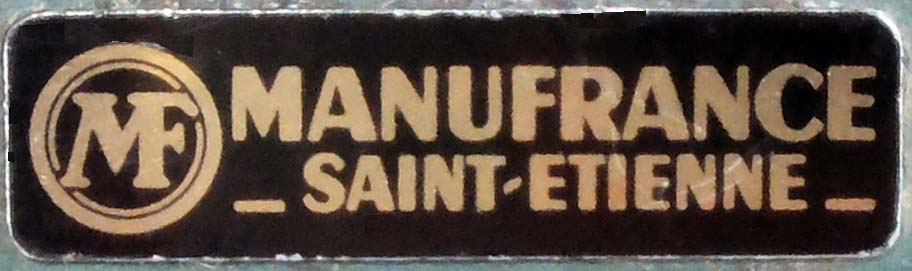 MF
MANUFRANCE
- SAINT-ETIENNE -